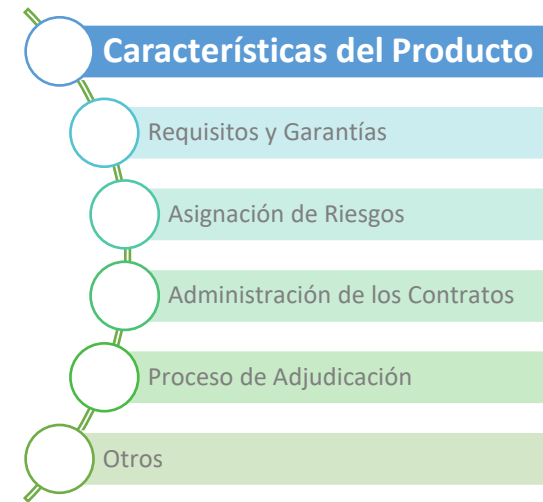 Características del Producto
Requisitos y Garantías
Asignación de Riesgos
Administración de los Contratos
Proceso de Adjudicación
Otros